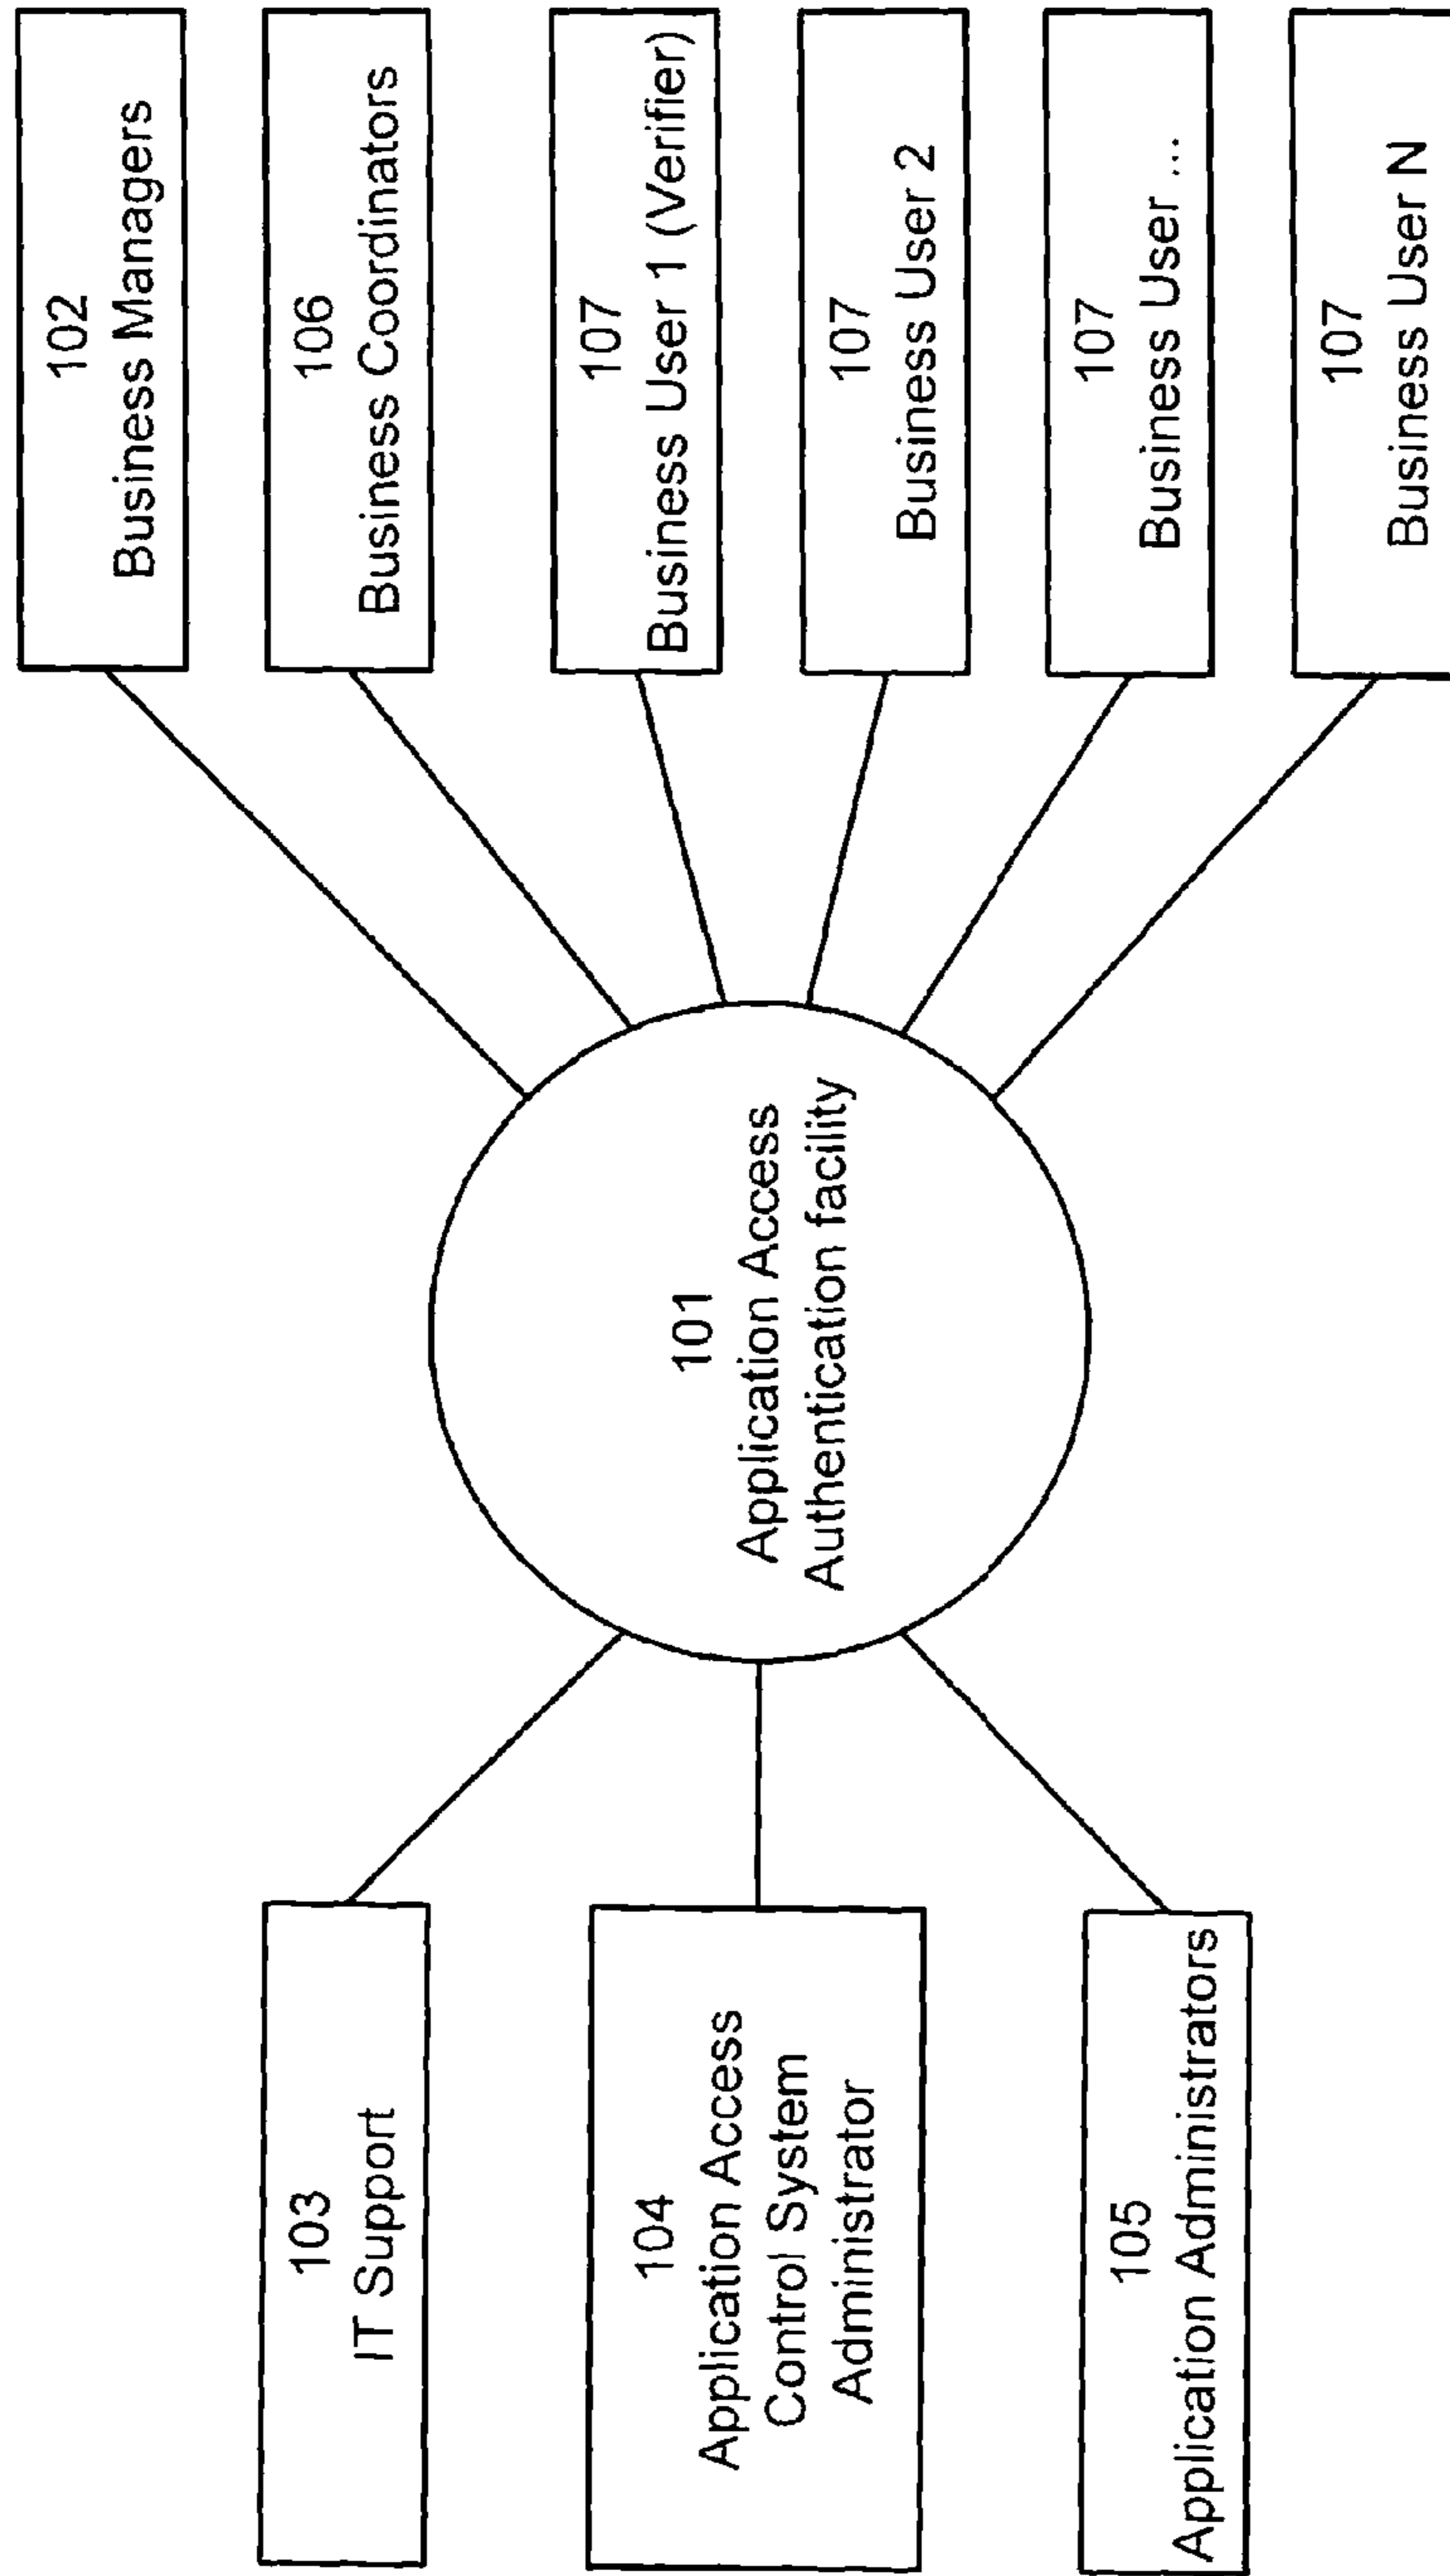 103
IT Support
104
Application Access
Control System
Administrator
105
Application Administrators
101
Application Access
Authentication facility
102
Business Managers
106
Business Coordinators
107
Business User 1 (Verifier)
107
Business User 2
107
Business User ...
107
Business User N